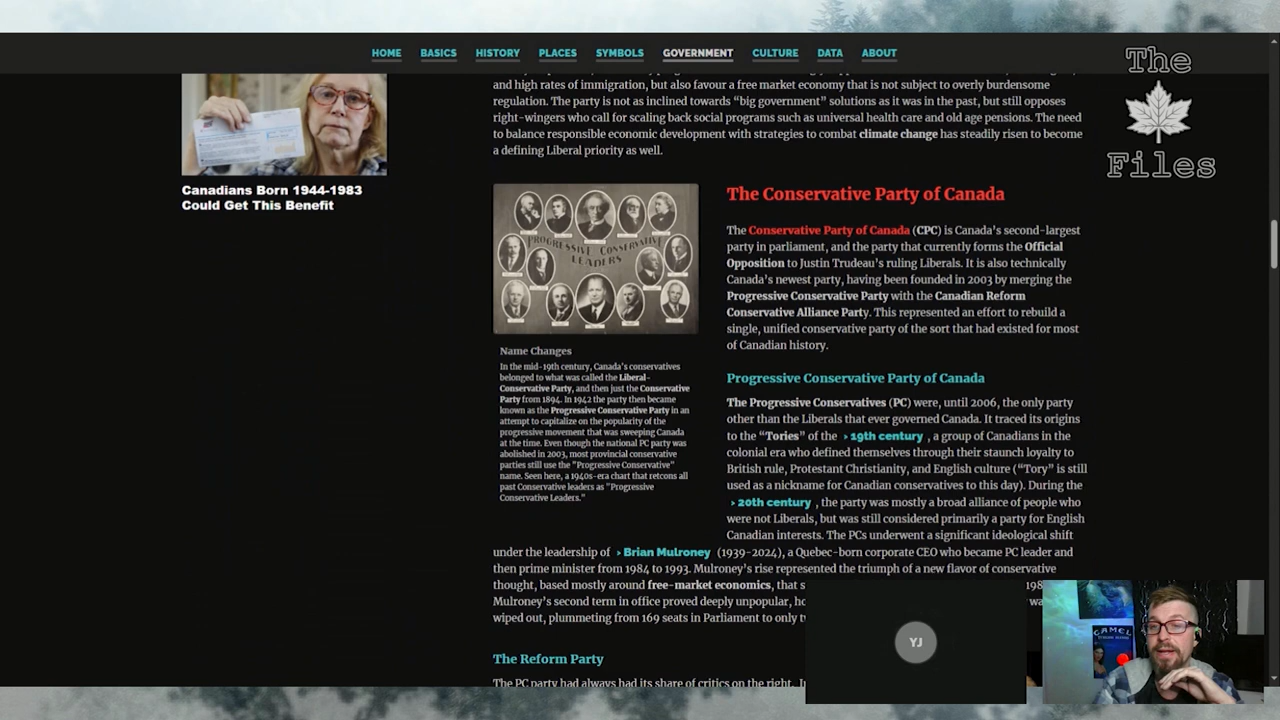 HOME BASICS HISTORY PLACES SYMBOLS GOVERNMENT CULTURE DATA ABOUT
The
Files
and high rates of immigration, but also favour a free market economy that is not subject to overly burdensome
regulation. The party is not as inclined towards “big government” solutions as it was in the past, but still opposes
right-wingers who call for scaling back social programs such as universal health care and old age pensions. The need
to balance responsible economic development with strategies to combat climate change has steadily risen to become
a defining Liberal priority as well.
Canadians Born 1944-1983
Could Get This Benefit
PROGRESSIVE CONSERVATIVE
LEADERS
Name Changes
In the mid-19th century, Canada's conservatives
belonged to what was called the Liberal-
Conservative Party, and then just the Conservative
Party from 1894. In 1942 the party then became
known as the Progressive Conservative Party in an
attempt to capitalize on the popularity of the
progressive movement that was sweeping Canada
at the time. Even though the national PC party was
abolished in 2003, most provincial conservative
parties still use the "Progressive Conservative"
name. Seen here, a 1940s-era chart that retcons all
past Conservative leaders as "Progressive
Conservative Leaders."
The Conservative Party of Canada
The Conservative Party of Canada (CPC) is Canada’s second-largest
party in parliament, and the party that currently forms the Official
Opposition to Justin Trudeau’s ruling Liberals. It is also technically
Canada’s newest party, having been founded in 2003 by merging the
Progressive Conservative Party with the Canadian Reform
Conservative Alliance Party. This represented an effort to rebuild a
single, unified conservative party of the sort that had existed for most
of Canadian history.
Progressive Conservative Party of Canada
The Progressive Conservatives (PC) were, until 2006, the only party
other than the Liberals that ever governed Canada. It traced its origins
to the “Tories” of the › 19th century , a group of Canadians in the
colonial era who defined themselves through their staunch loyalty to
British rule, Protestant Christianity, and English culture (“Tory” is still
used as a nickname for Canadian conservatives to this day). During the
› 20th century , the party was mostly a broad alliance of people who
were not Liberals, but was still considered primarily a party for English
Canadian interests. The PCs underwent a significant ideological shift
under the leadership of › Brian Mulroney (1939-2024), a Quebec-born corporate CEO who became PC leader and
then prime minister from 1984 to 1993. Mulroney’s rise represented the triumph of a new flavor of conservative
thought, based mostly around free-market economics, that s
Mulroney’s second term in office proved deeply unpopular, ho
wiped out, plummeting from 169 seats in Parliament to only tw
The Reform Party
The PC party had always had its share of critics on the right.
YJ
CAMEL